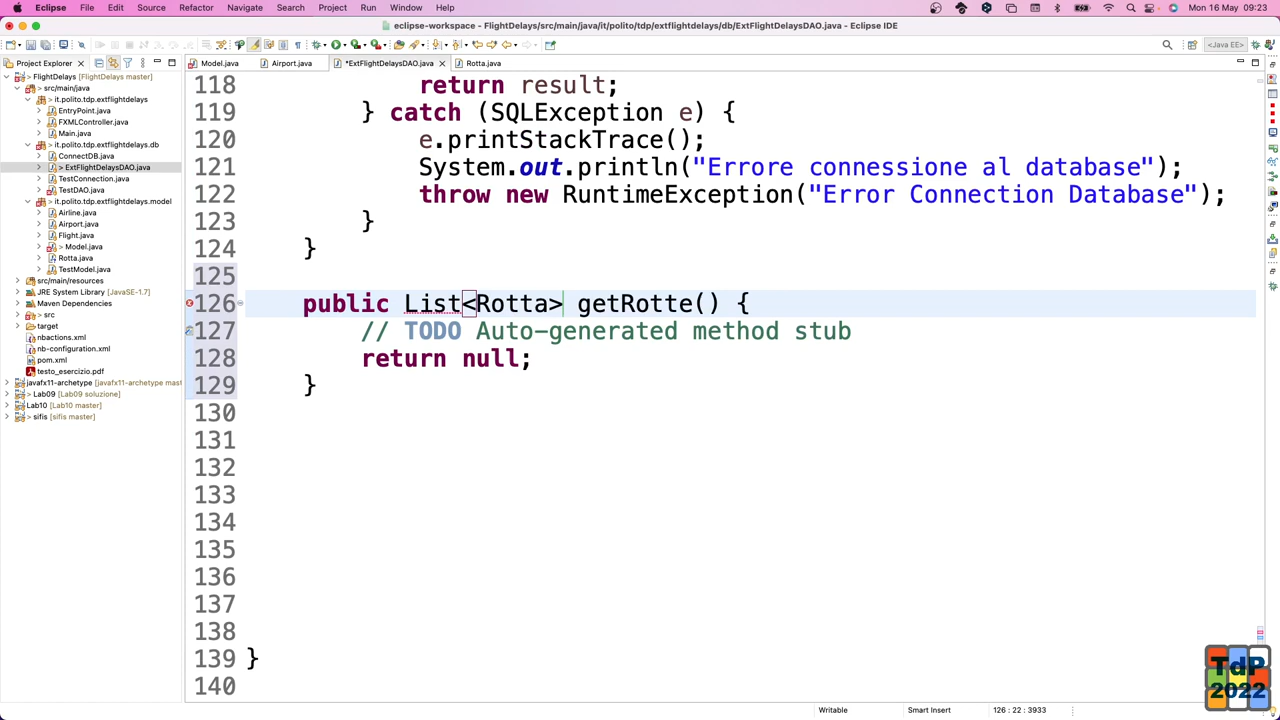 Eclipse File Edit Source Refactor Navigate Search Project Run Window Help Mon 16 May 09:23
eclipse-workspace - FlightDelays/src/main/java/it/polito/tdp/extflightdelays/db/ExtFlightDelaysDAO.java - Eclipse IDE
<Java EE>
Project Explorer
Model.java Airport.java *ExtFlightDelaysDAO.java Rotta.java
FlightDelays [FlightDelays master]
src/main/java
it.polito.tdp.extflightdelays
EntryPoint.java
FXMLController.java
Main.java
it.polito.tdp.extflightdelays.db
ConnectDB.java
> ExtFlightDelaysDAO.java
TestConnection.java
TestDAO.java
it.polito.tdp.extflightdelays.model
Airline.java
Airport.java
Flight.java
> Model.java
Rotta.java
TestModel.java
src/main/resources
JRE System Library [JavaSE-1.7]
Maven Dependencies
> src
target
nbactions.xml
nb-configuration.xml
pom.xml
testo_esercizio.pdf
javafx11-archetype [javafx11-archetype mast
> Lab09 [Lab09 soluzione]
Lab10 [Lab10 master]
> sifis [sifis master]
118 return result;
119 } catch (SQLException e) {
120 e.printStackTrace();
121 System.out.println("Errore connessione al database");
122 throw new RuntimeException("Error Connection Database");
123 }
124 }
125
126 public List<Rotta> getRotte() {
127 // TODO Auto-generated method stub
128 return null;
129 }
130
131
132
133
134
135
136
137
138
139 }
140
TdP
2022
Writable Smart Insert 126 : 22 : 3933